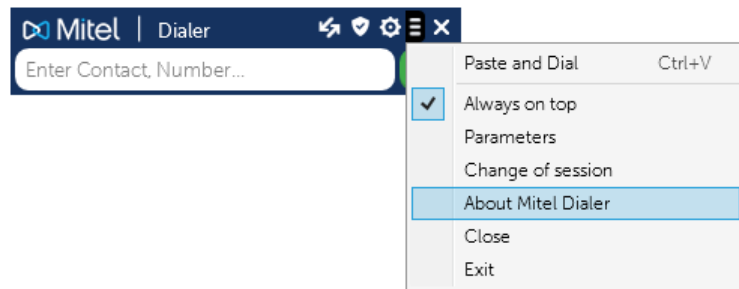 Mitel | Dialer
Enter Contact, Number...
Paste and Dial Ctrl+V
Always on top
Parameters
Change of session
About Mitel Dialer
Close
Exit